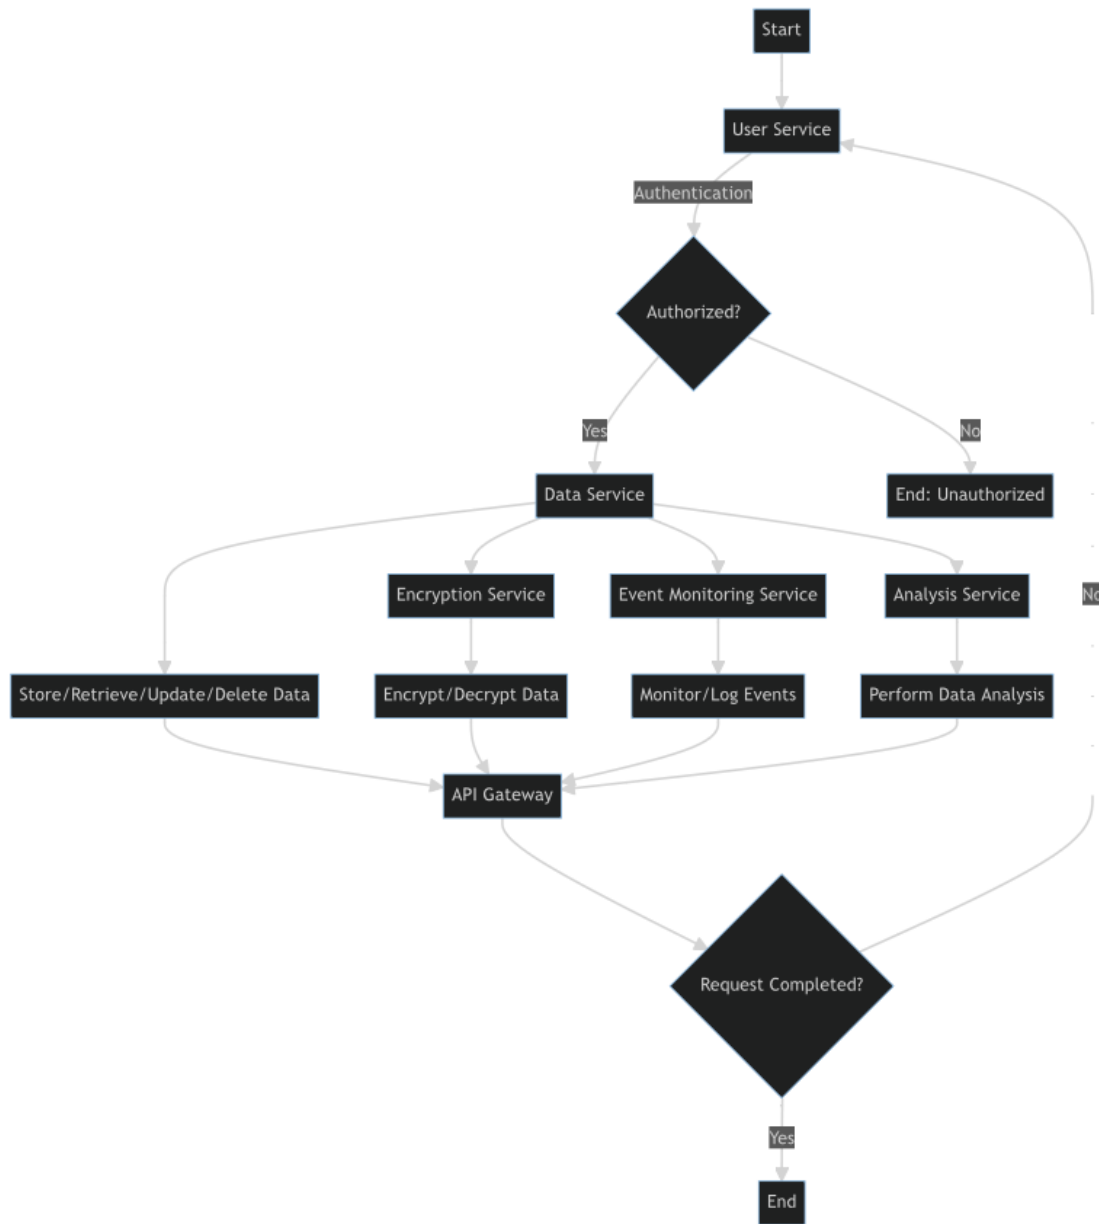 Start
User Service
Authentication
Authorized?
Yes
No
Data Service
End: Unauthorized
Encryption Service
Event Monitoring Service
Analysis Service
No
Store/Retrieve/Update/Delete Data
Encrypt/Decrypt Data
Monitor/Log Events
Perform Data Analysis
API Gateway
Request Completed?
Yes
End